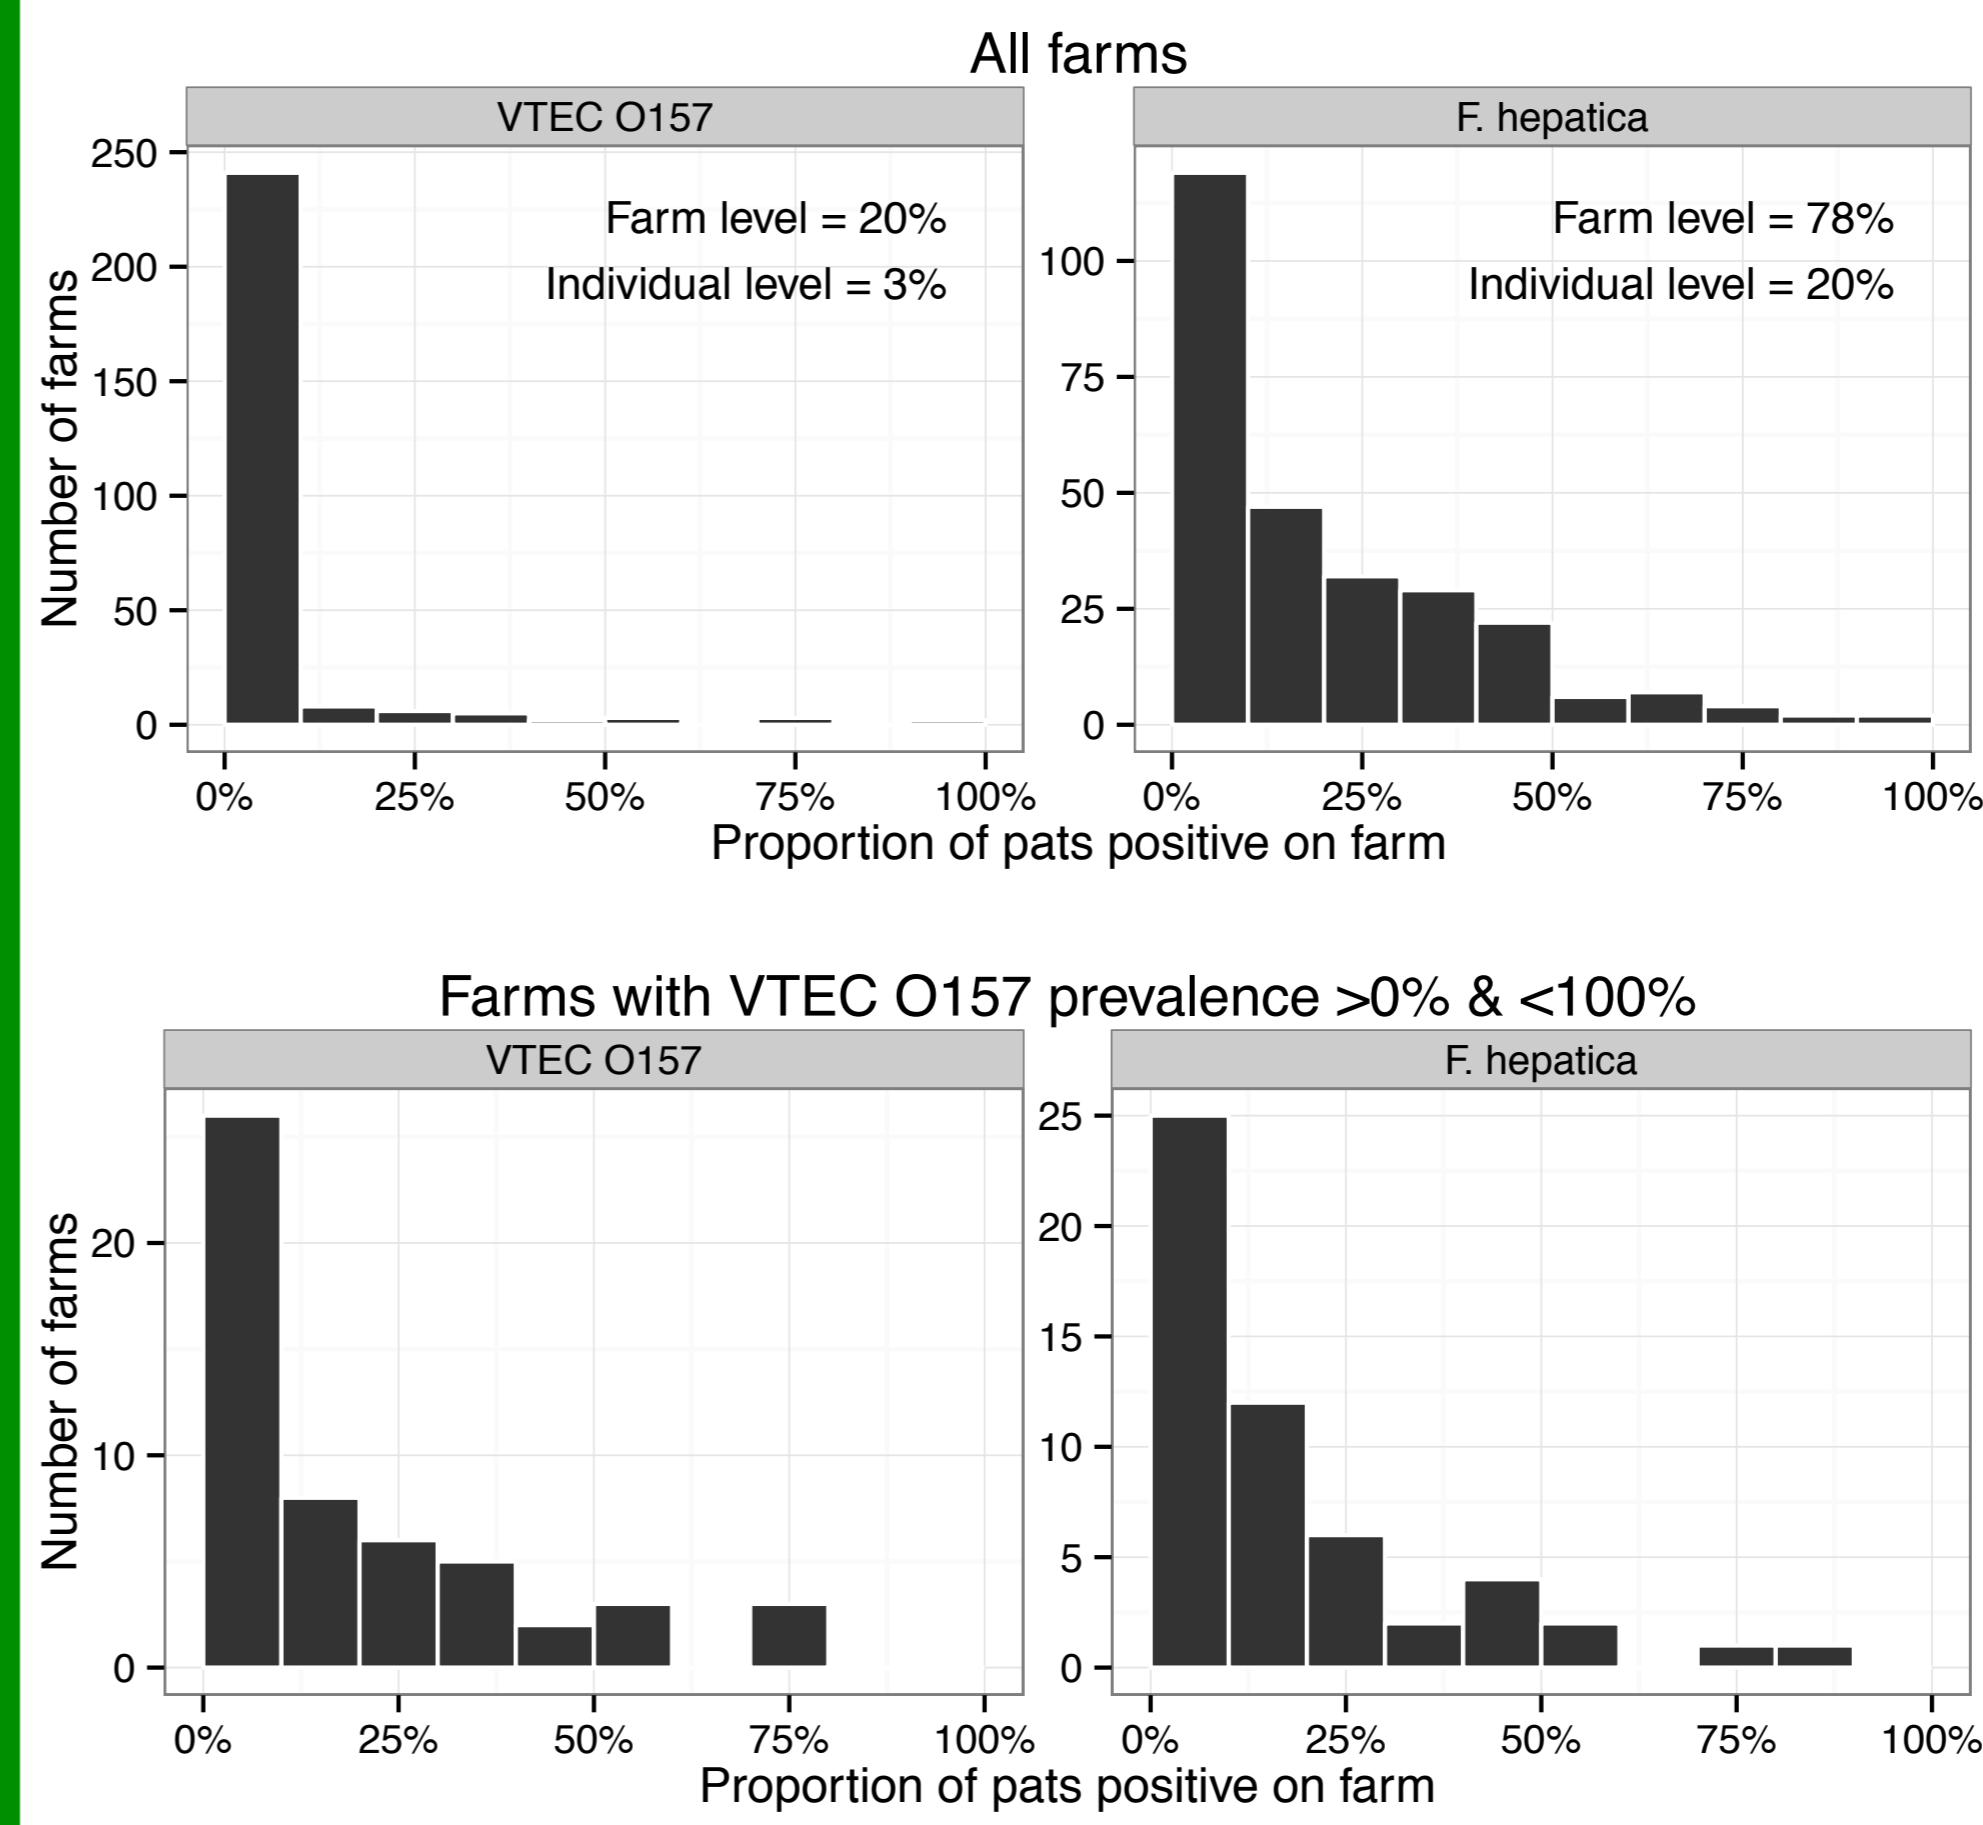 All farms
VTEC O157
F. hepatica
Number of farms
250
200
150
100
50
0
Farm level = 20%
Individual level = 3%
0% 25% 50% 75% 100%
100
75
50
25
0
Farm level = 78%
Individual level = 20%
0% 25% 50% 75% 100%
Proportion of pats positive on farm
Farms with VTEC O157 prevalence >0% & <100%
VTEC O157
F. hepatica
Number of farms
20
10
0
0% 25% 50% 75% 100%
25
20
15
10
5
0
0% 25% 50% 75% 100%
Proportion of pats positive on farm